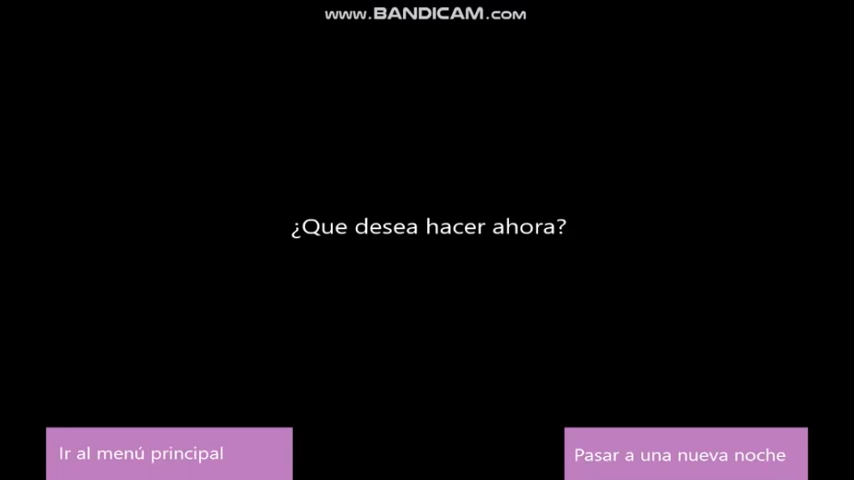 www.BANDICAM.com
¿Que desea hacer ahora?
Ir al menú principal
Pasar a una nueva noche